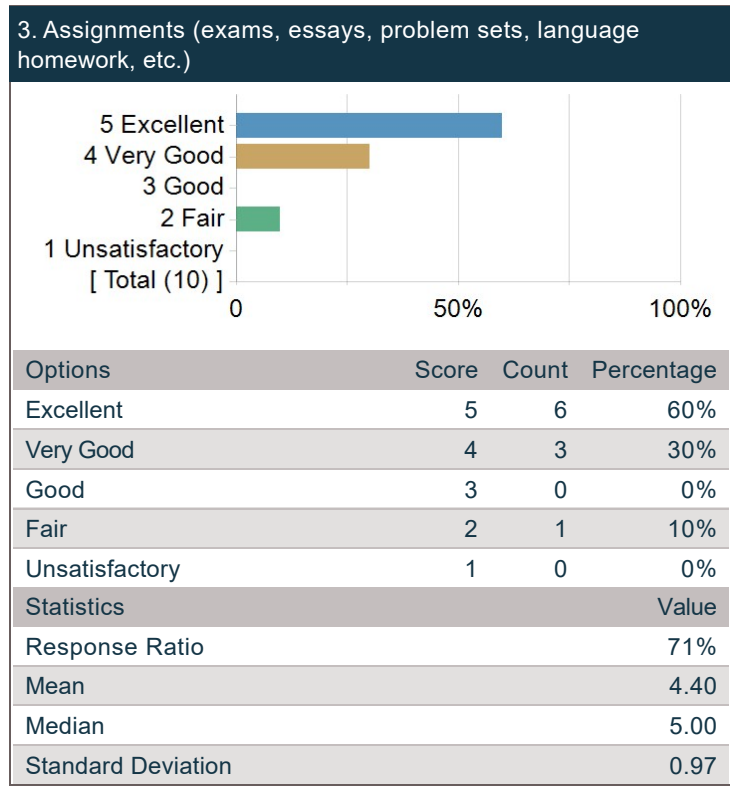 3. Assignments (exams, essays, problem sets, language
homework, etc.)
5 Excellent
4 Very Good
3 Good
2 Fair
1 Unsatisfactory
[ Total (10) ]
0 50% 100%
Options Score Count Percentage
Excellent 5 6 60%
Very Good 4 3 30%
Good 3 0 0%
Fair 2 1 10%
Unsatisfactory 1 0 0%
Statistics Value
Response Ratio 71%
Mean 4.40
Median 5.00
Standard Deviation 0.97